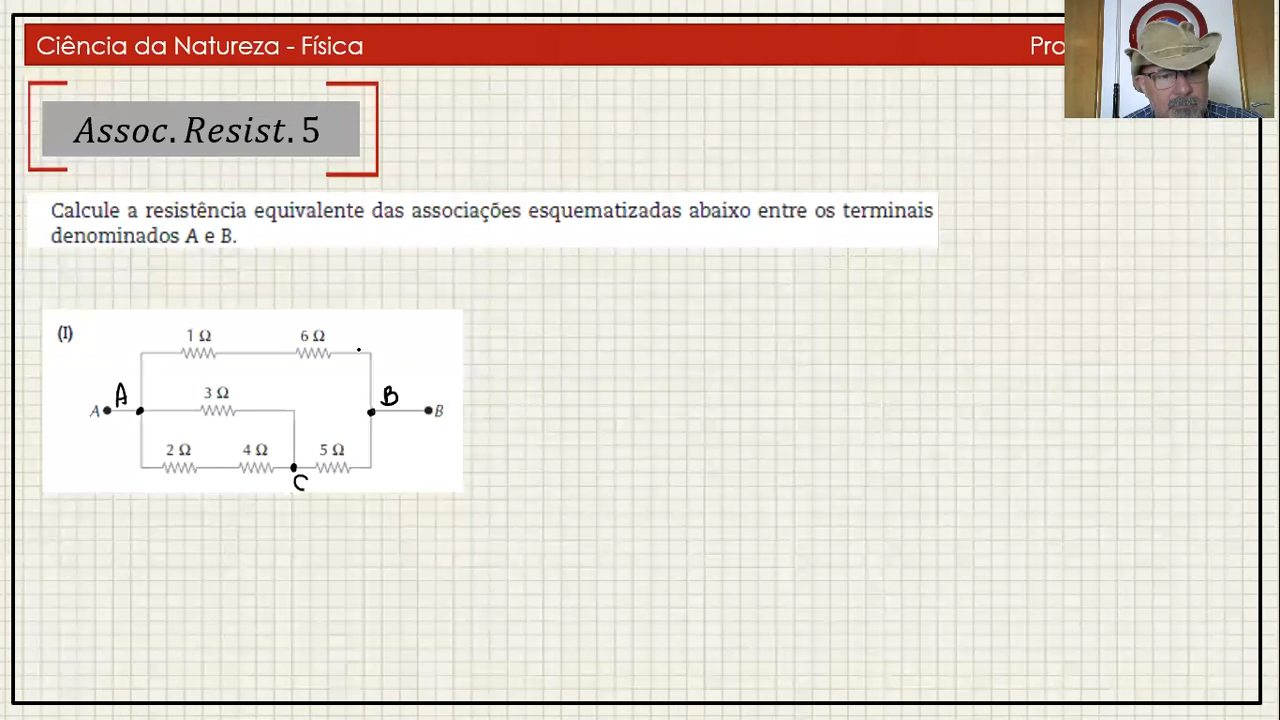 Ciência da Natureza - Física
Pro
Assoc. Resist. 5
Calcule a resistência equivalente das associações esquematizadas abaixo entre os terminais
denominados A e B.
(I)
1 Ω 6 Ω
3 Ω
A A B B
2 Ω 4 Ω 5 Ω
C